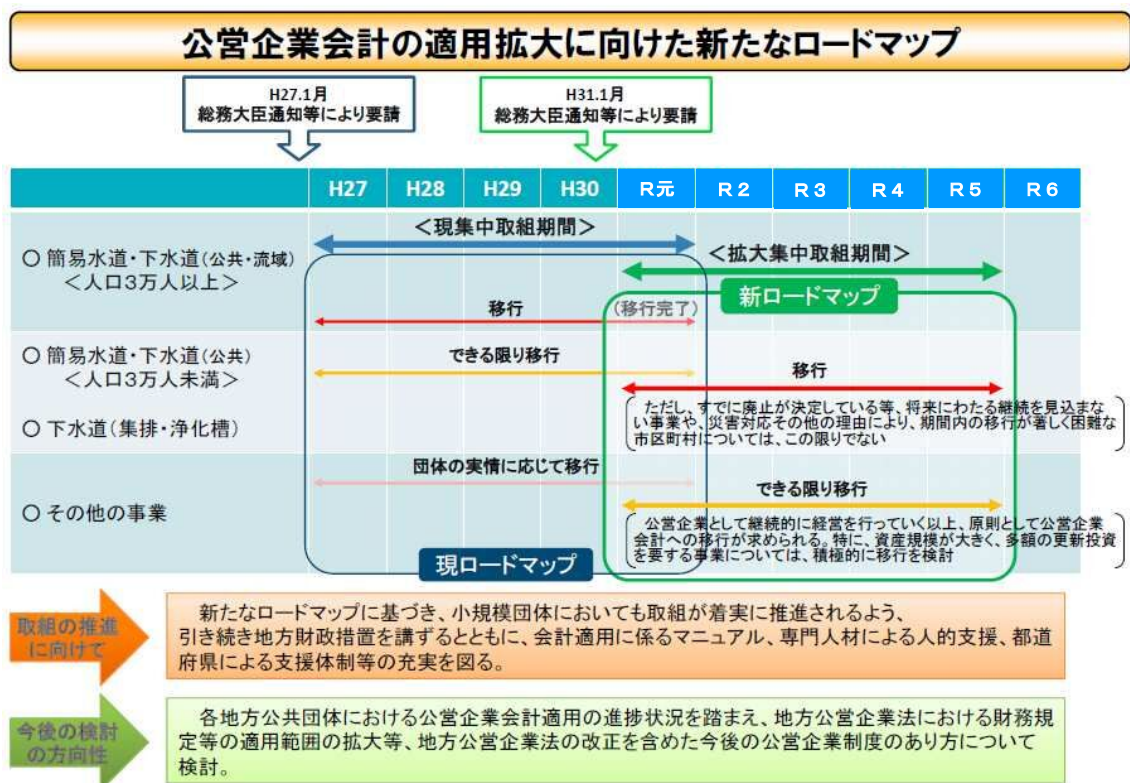 公営企業会計の適用拡大に向けた新たなロードマップ
H27.1月
総務大臣通知等により要請
H31.1月
総務大臣通知等により要請
H27 H28 H29 H30 R元 R2 R3 R4 R5 R6
○ 簡易水道・下水道(公共・流域)
＜人口3万人以上＞
＜現集中取組期間＞
＜拡大集中取組期間＞
新ロードマップ
移行
(移行完了)
○ 簡易水道・下水道(公共)
＜人口3万人未満＞
○ 下水道(集排・浄化槽)
できる限り移行
移行
ただし、すでに廃止が決定している等、将来にわたる継続を見込まな
い事業や、災害対応その他の理由により、期間内の移行が著しく困難な
市区町村については、この限りでない
○ その他の事業
団体の実情に応じて移行
できる限り移行
公営企業として継続的に経営を行っていく以上、原則として公営企業
会計への移行が求められる。特に、資産規模が大きく、多額の更新投資
を要する事業については、積極的に移行を検討
現ロードマップ
取組の推進
に向けて
新たなロードマップに基づき、小規模団体においても取組が着実に推進されるよう、
引き続き地方財政措置を講ずるとともに、会計適用に係るマニュアル、専門人材による人的支援、都道
府県による支援体制等の充実を図る。
今後の検討
の方向性
各地方公共団体における公営企業会計適用の進捗状況を踏まえ、地方公営企業法における財務規
定等の適用範囲の拡大等、地方公営企業法の改正を含めた今後の公営企業制度のあり方について
検討。